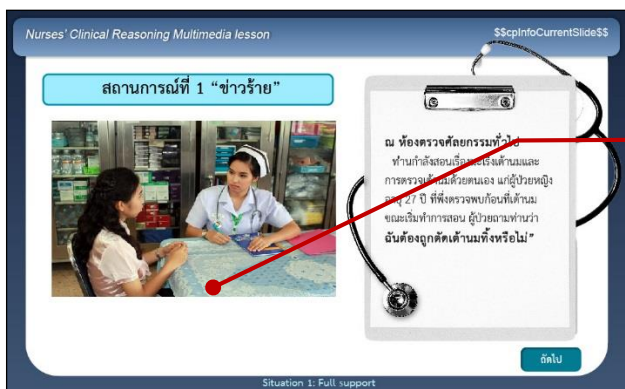 Nurses' Clinical Reasoning Multimedia lesson
$$cpInfoCurrentSlide$$
สถานการณ์ที่ 1 “ข่าวร้าย”
ณ ห้องตรวจศัลยกรรมทั่วไป
ท่านกำลังสอนเรื่องมะเร็งเต้านมและ
การตรวจเต้านมด้วยตนเอง แก่ผู้ป่วยหญิง
อายุ 27 ปี ที่พึ่งตรวจพบก้อนที่เต้านม
ขณะเริ่มทำการสอน ผู้ป่วยถามท่านว่า
ฉันต้องถูกตัดเต้านมทิ้งหรือไม่”
ถัดไป
Situation 1: Full support